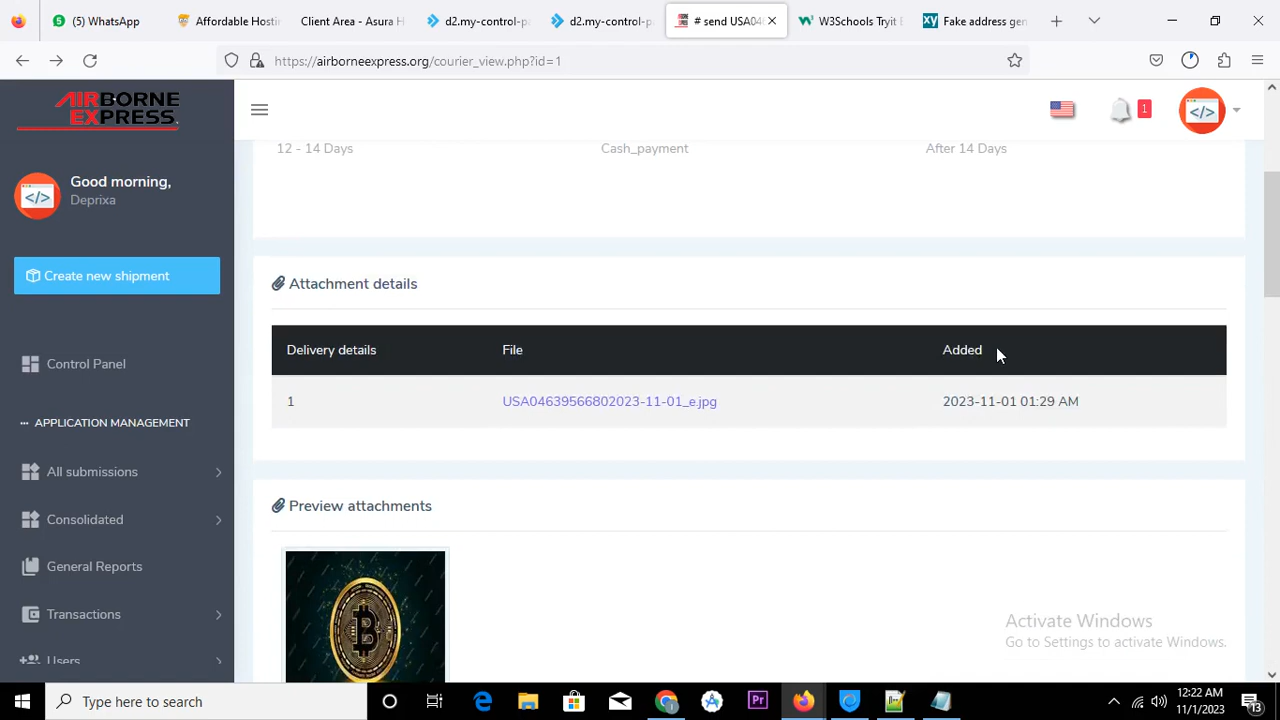 (5) WhatsApp
Affordable Hosti
Client Area - Asura H
d2.my-control-p
d2.my-control-p
# send USA04
W3Schools Tryit E
xy Fake address gen
https://airborneexpress.org/courier_view.php?id=1
AIRBORNE
EXPRESS.
1
Good morning,
Deprixa
12 - 14 Days
Cash_payment
After 14 Days
Create new shipment
Attachment details
Delivery details
File
Added
1
USA04639566802023-11-01_e.jpg
2023-11-01 01:29 AM
Control Panel
APPLICATION MANAGEMENT
All submissions
Consolidated
General Reports
Transactions
Users
Preview attachments
Activate Windows
Go to Settings to activate Windows.
Type here to search
12:22 AM
11/1/2023
13